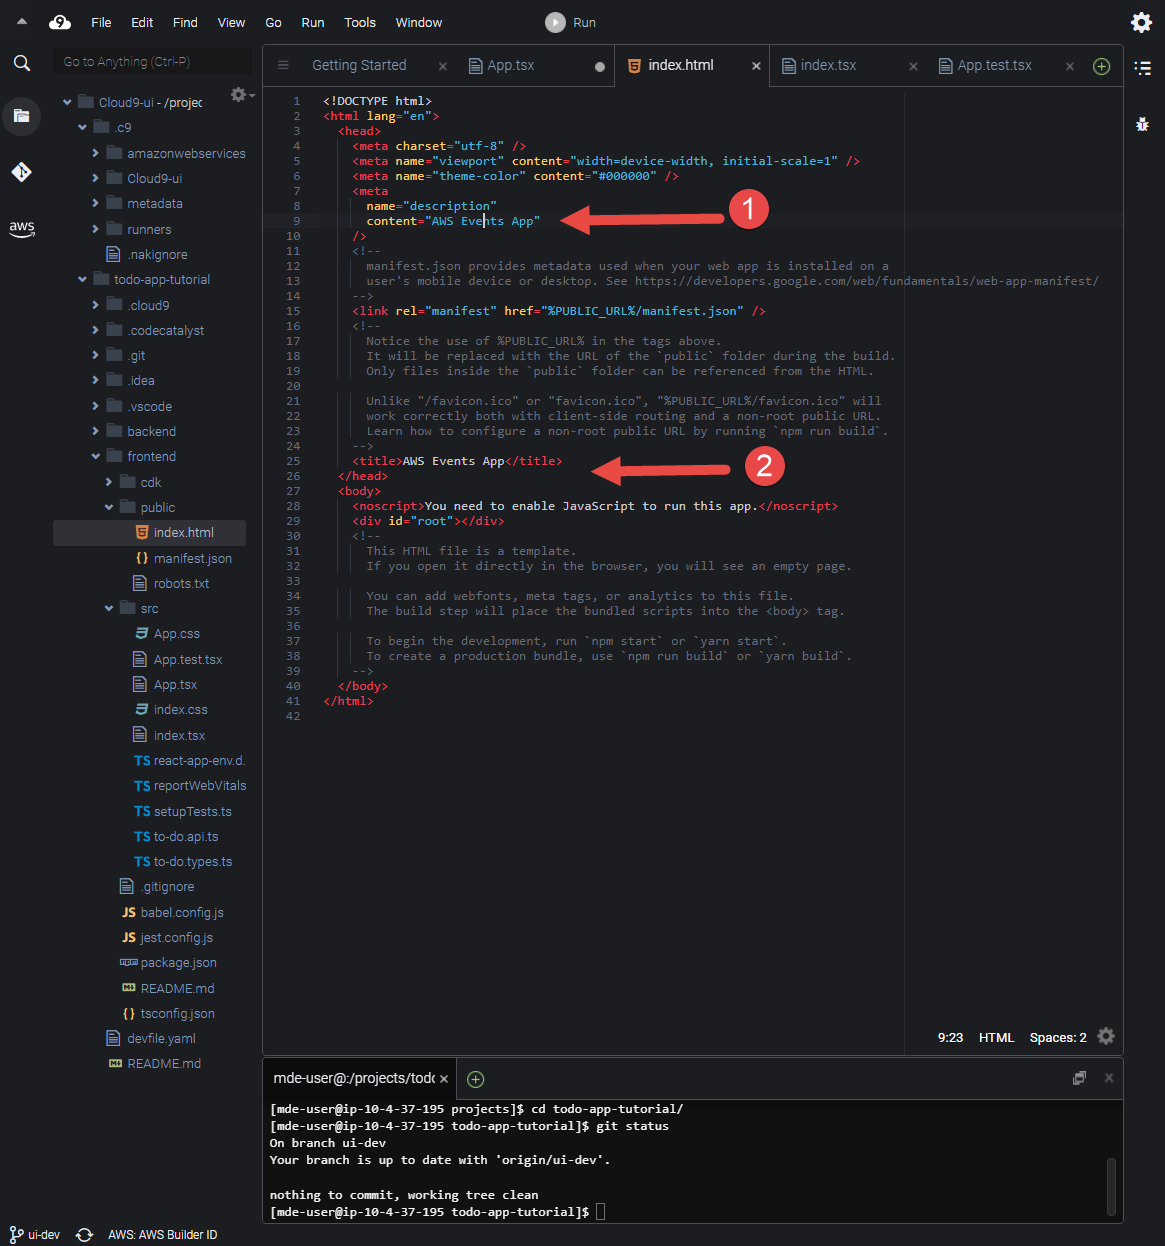 9 File Edit Find View Go Run Tools Window Run
Go to Anything (Ctrl-P)
Getting Started × App.tsx index.html × index.tsx × App.test.tsx ×
Cloud9-ui - /projec
.c9
amazonwebservices
Cloud9-ui
metadata
runners
.nakignore
todo-app-tutorial
.cloud9
.codecatalyst
.git
.idea
.vscode
backend
frontend
cdk
public
index.html
{} manifest.json
robots.txt
src
App.css
App.test.tsx
App.tsx
index.css
index.tsx
TS react-app-env.d.
TS reportWebVitals
TS setupTests.ts
TS to-do.api.ts
TS to-do.types.ts
.gitignore
JS babel.config.js
JS jest.config.js
package.json
README.md
{} tsconfig.json
devfile.yaml
README.md
aws
1 <!DOCTYPE html>
2 <html lang="en">
3 <head>
4 <meta charset="utf-8" />
5 <meta name="viewport" content="width=device-width, initial-scale=1" />
6 <meta name="theme-color" content="#000000" />
7 <meta
8 name="description"
9 content="AWS Events App"
1
10 />
11 <!--
12 manifest.json provides metadata used when your web app is installed on a
13 user's mobile device or desktop. See https://developers.google.com/web/fundamentals/web-app-manifest/
14 -->
15 <link rel="manifest" href="%PUBLIC_URL%/manifest.json" />
16 <!--
17 Notice the use of %PUBLIC_URL% in the tags above.
18 It will be replaced with the URL of the `public` folder during the build.
19 Only files inside the `public` folder can be referenced from the HTML.
20
21 Unlike "/favicon.ico" or "favicon.ico", "%PUBLIC_URL%/favicon.ico" will
22 work correctly both with client-side routing and a non-root public URL.
23 Learn how to configure a non-root public URL by running `npm run build`.
24 -->
25 <title>AWS Events App</title>
2
26 </head>
27 <body>
28 <noscript>You need to enable JavaScript to run this app.</noscript>
29 <div id="root"></div>
30 <!--
31 This HTML file is a template.
32 If you open it directly in the browser, you will see an empty page.
33
34 You can add webfonts, meta tags, or analytics to this file.
35 The build step will place the bundled scripts into the <body> tag.
36
37 To begin the development, run `npm start` or `yarn start`.
38 To create a production bundle, use `npm run build` or `yarn build`.
39 -->
40 </body>
41 </html>
42
9:23 HTML Spaces: 2
mde-user@:/projects/todo ×
[mde-user@ip-10-4-37-195 projects]$ cd todo-app-tutorial/
[mde-user@ip-10-4-37-195 todo-app-tutorial]$ git status
On branch ui-dev
Your branch is up to date with 'origin/ui-dev'.
nothing to commit, working tree clean
[mde-user@ip-10-4-37-195 todo-app-tutorial]$
ui-dev AWS: AWS Builder ID